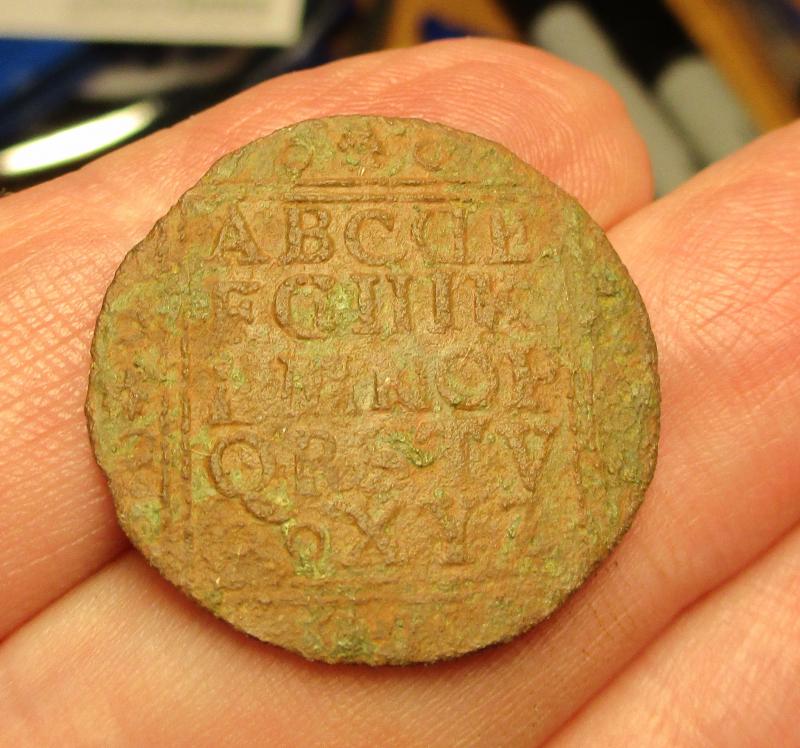 ABCDE
FGHIK
LMNOP
QRSTV
XYZ